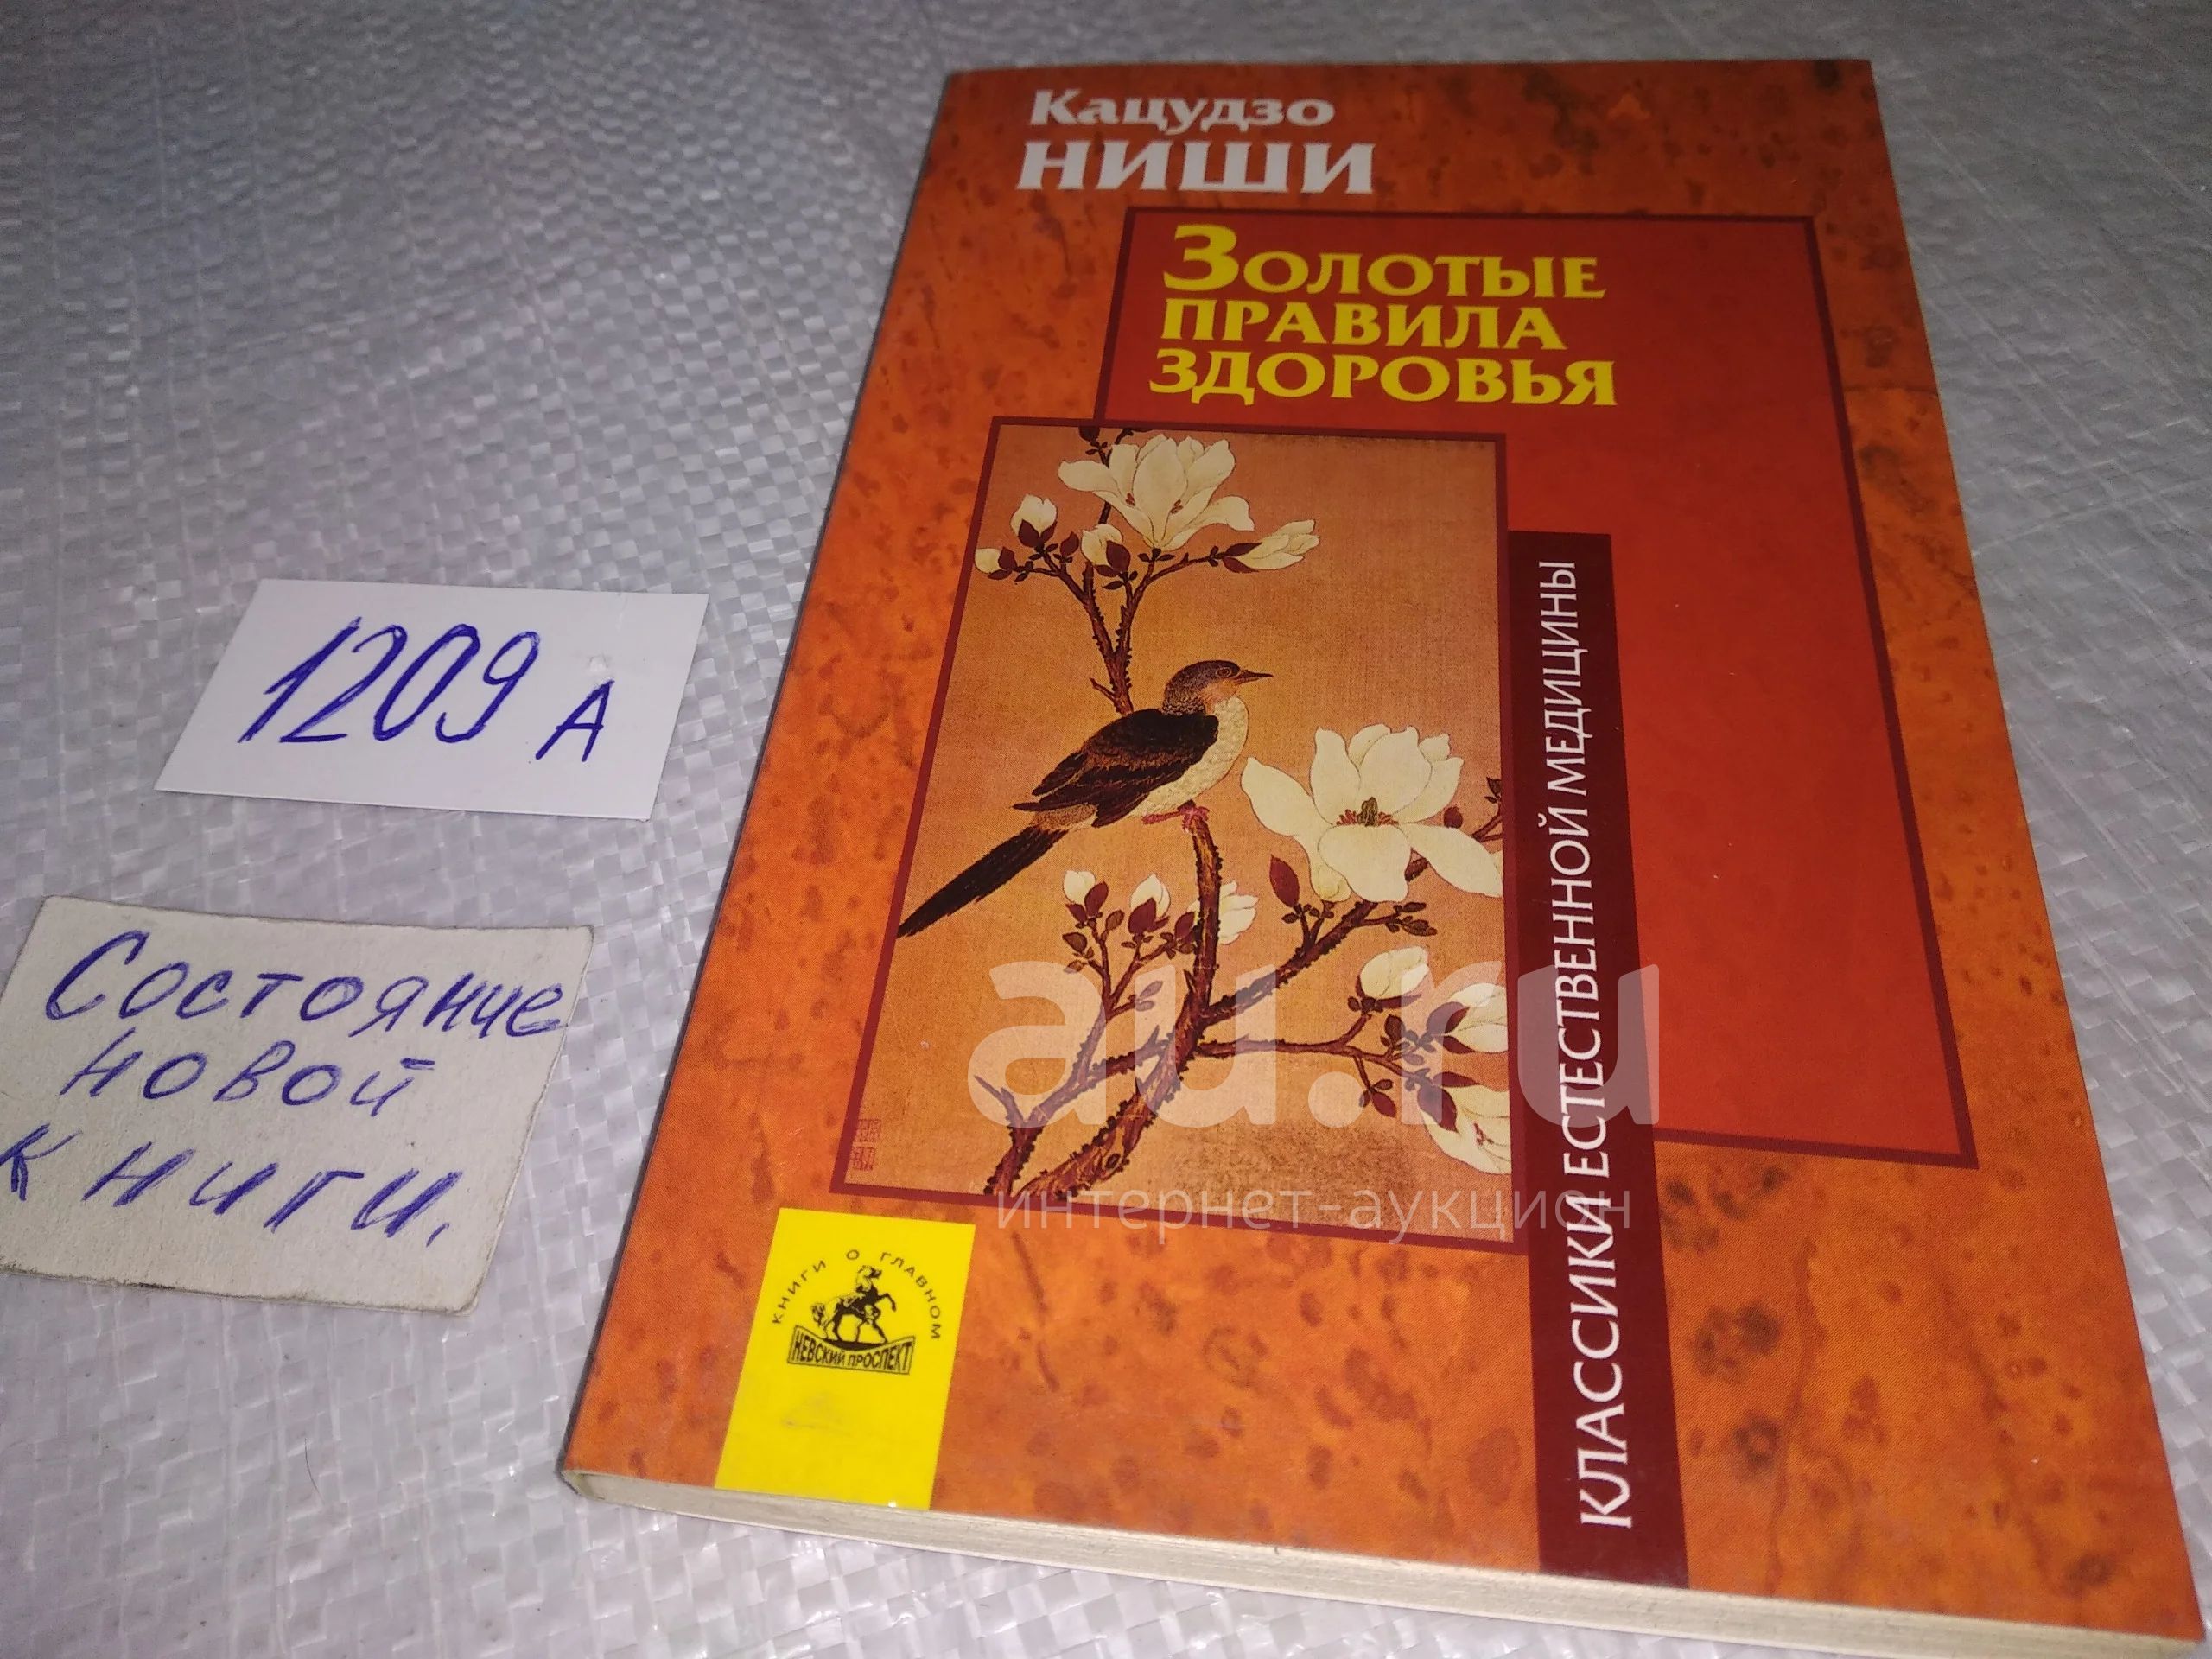 Кацудзо
НИШИ
ЗОЛОТЫЕ
ПРАВИЛА
ЗДОРОВЬЯ
КЛАССИКИ ЕСТЕСТВЕННОЙ МЕДИЦИНЫ
1209 А
Состояние
новой
книги.
au.ru
интернет-аукцион
КНИГИ О ГЛАВНОМ
НЕВСКИЙ ПРОСПЕКТ